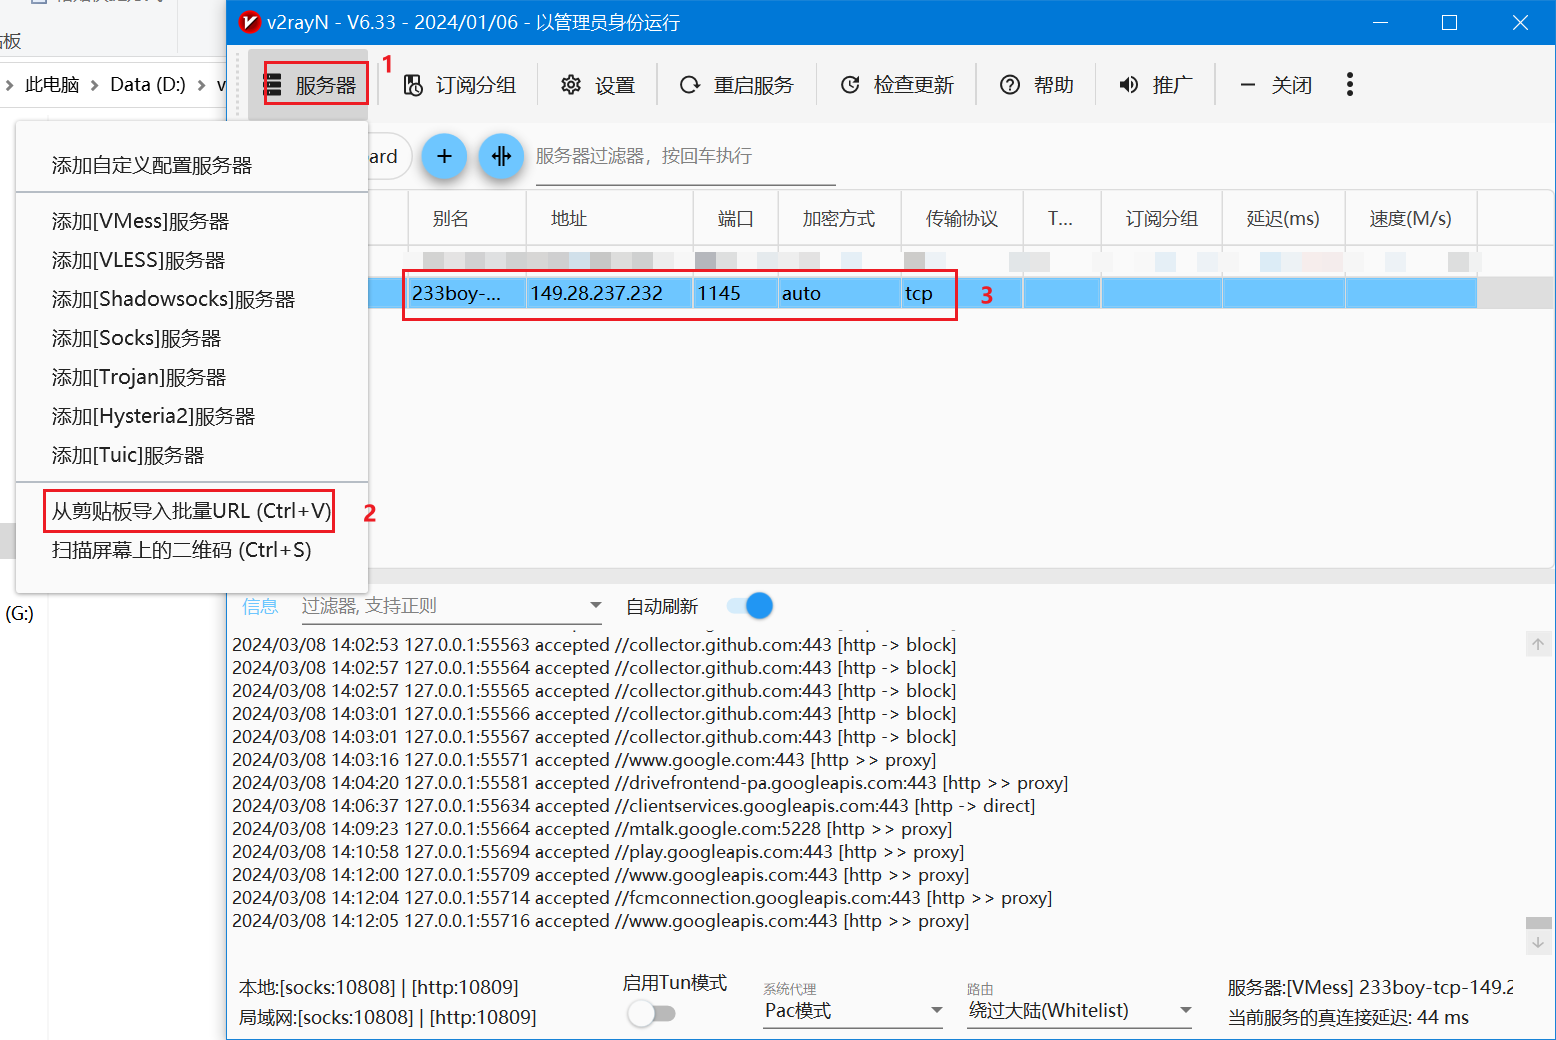 v2rayN - V6.33 - 2024/01/06 - 以管理员身份运行
此电脑 Data (D:)
服务器 1 订阅分组 设置 重启服务 检查更新 帮助 推广 关闭
添加自定义配置服务器
添加[VMess]服务器
添加[VLESS]服务器
添加[Shadowsocks]服务器
添加[Socks]服务器
添加[Trojan]服务器
添加[Hysteria2]服务器
添加[Tuic]服务器
从剪贴板导入批量URL (Ctrl+V) 2
扫描屏幕上的二维码 (Ctrl+S)
(G:)
ard 服务器过滤器，按回车执行
别名 地址 端口 加密方式 传输协议 T... 订阅分组 延迟(ms) 速度(M/s)
233boy-... 149.28.237.232 1145 auto tcp 3
信息 过滤器, 支持正则 自动刷新
2024/03/08 14:02:53 127.0.0.1:55563 accepted //collector.github.com:443 [http -> block]
2024/03/08 14:02:57 127.0.0.1:55564 accepted //collector.github.com:443 [http -> block]
2024/03/08 14:02:57 127.0.0.1:55565 accepted //collector.github.com:443 [http -> block]
2024/03/08 14:03:01 127.0.0.1:55566 accepted //collector.github.com:443 [http -> block]
2024/03/08 14:03:01 127.0.0.1:55567 accepted //collector.github.com:443 [http -> block]
2024/03/08 14:03:16 127.0.0.1:55571 accepted //www.google.com:443 [http >> proxy]
2024/03/08 14:04:20 127.0.0.1:55581 accepted //drivefrontend-pa.googleapis.com:443 [http >> proxy]
2024/03/08 14:06:37 127.0.0.1:55634 accepted //clientservices.googleapis.com:443 [http -> direct]
2024/03/08 14:09:23 127.0.0.1:55664 accepted //mtalk.google.com:5228 [http >> proxy]
2024/03/08 14:10:58 127.0.0.1:55694 accepted //play.googleapis.com:443 [http >> proxy]
2024/03/08 14:12:00 127.0.0.1:55709 accepted //www.googleapis.com:443 [http >> proxy]
2024/03/08 14:12:04 127.0.0.1:55714 accepted //fcmconnection.googleapis.com:443 [http >> proxy]
2024/03/08 14:12:05 127.0.0.1:55716 accepted //www.googleapis.com:443 [http >> proxy]
本地:[socks:10808] | [http:10809]
局域网:[socks:10808] | [http:10809]
启用Tun模式
系统代理
Pac模式
路由
绕过大陆(Whitelist)
服务器:[VMess] 233boy-tcp-149.2
当前服务的真连接延迟: 44 ms